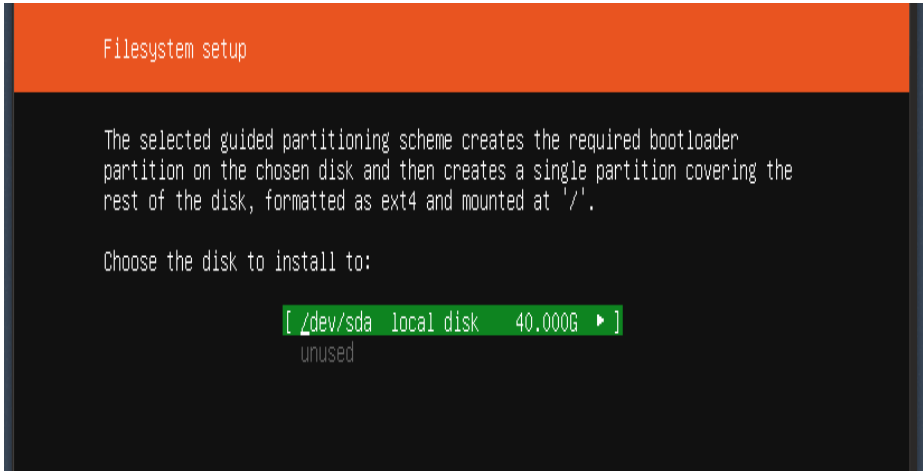 Filesystem setup
The selected guided partitioning scheme creates the required bootloader
partition on the chosen disk and then creates a single partition covering the
rest of the disk, formatted as ext4 and mounted at '/'.
Choose the disk to install to:
[ /dev/sda local disk 40.000G ▸ ]
unused